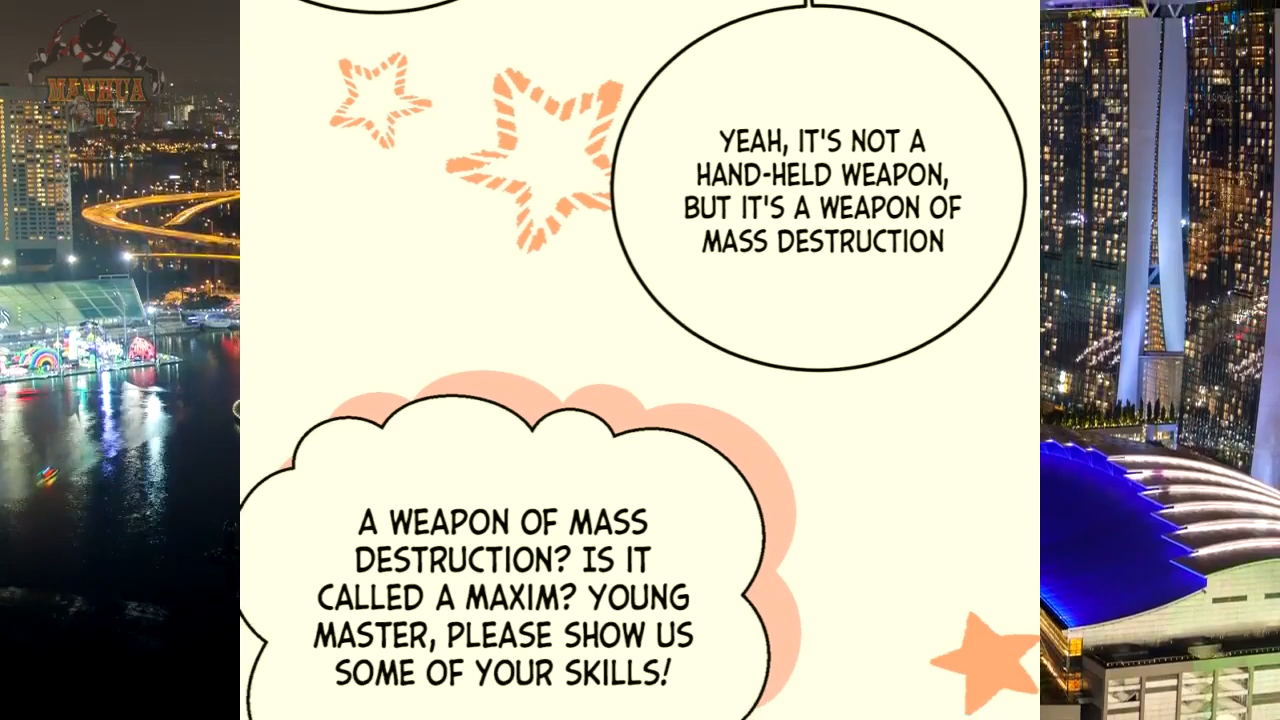 MANHUA
US
YEAH, IT'S NOT A
HAND-HELD WEAPON,
BUT IT'S A WEAPON OF
MASS DESTRUCTION
A WEAPON OF MASS
DESTRUCTION? IS IT
CALLED A MAXIM? YOUNG
MASTER, PLEASE SHOW US
SOME OF YOUR SKILLS!